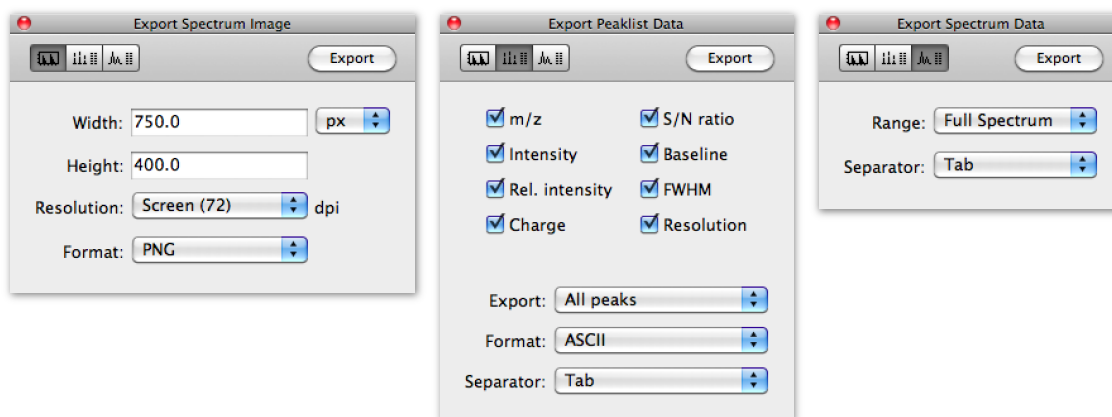 Export Spectrum Image
Export
Width: 750.0 px
Height: 400.0
Resolution: Screen (72) dpi
Format: PNG
Export Peaklist Data
Export
m/z S/N ratio
Intensity Baseline
Rel. intensity FWHM
Charge Resolution
Export: All peaks
Format: ASCII
Separator: Tab
Export Spectrum Data
Export
Range: Full Spectrum
Separator: Tab